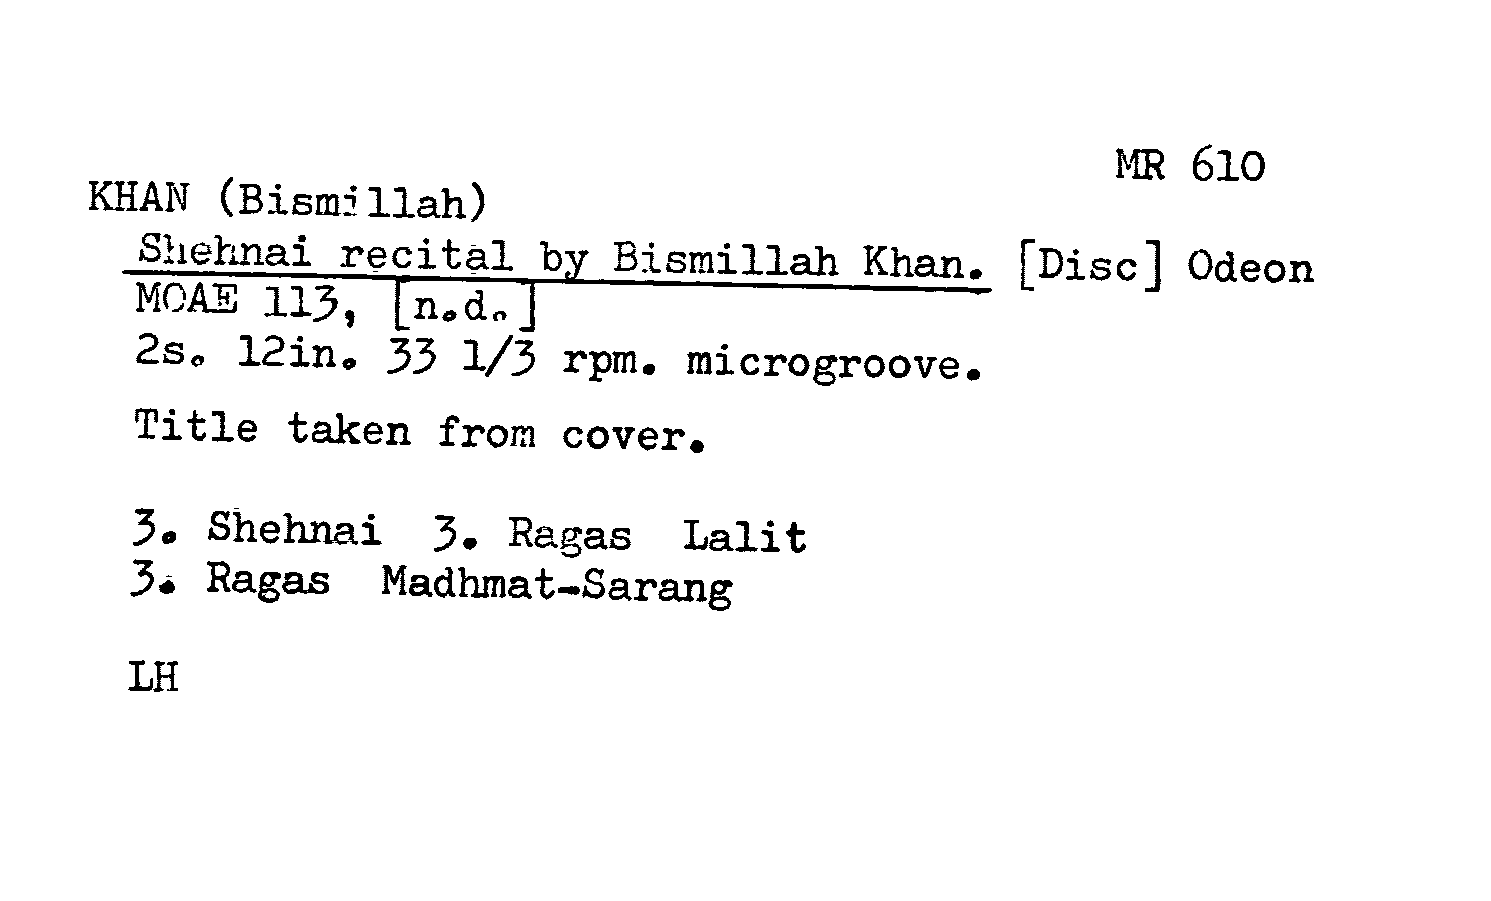 MR 610
KHAN (Bismillah)
Shehnai recital by Bismillah Khan. [Disc] Odeon
MOAE 113, [n.d.]
2s. 12in. 33 1/3 rpm. microgroove.
Title taken from cover.
3. Shehnai 3. Ragas Lalit
3. Ragas Madhmat-Sarang
LH